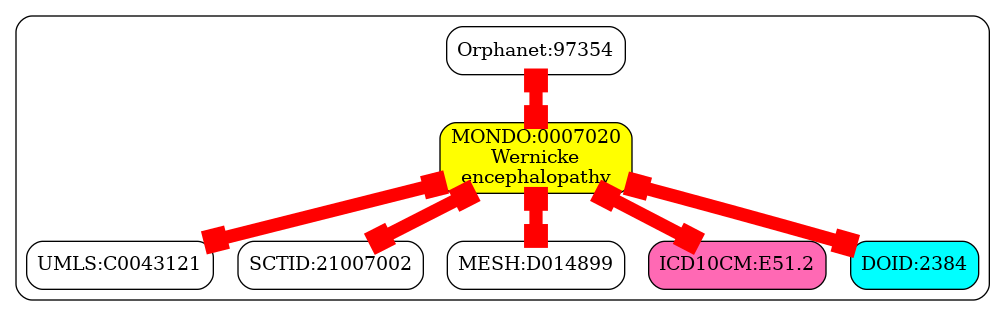 Orphanet:97354
MONDO:0007020
Wernicke
encephalopathy
UMLS:C0043121
SCTID:21007002
MESH:D014899
ICD10CM:E51.2
DOID:2384